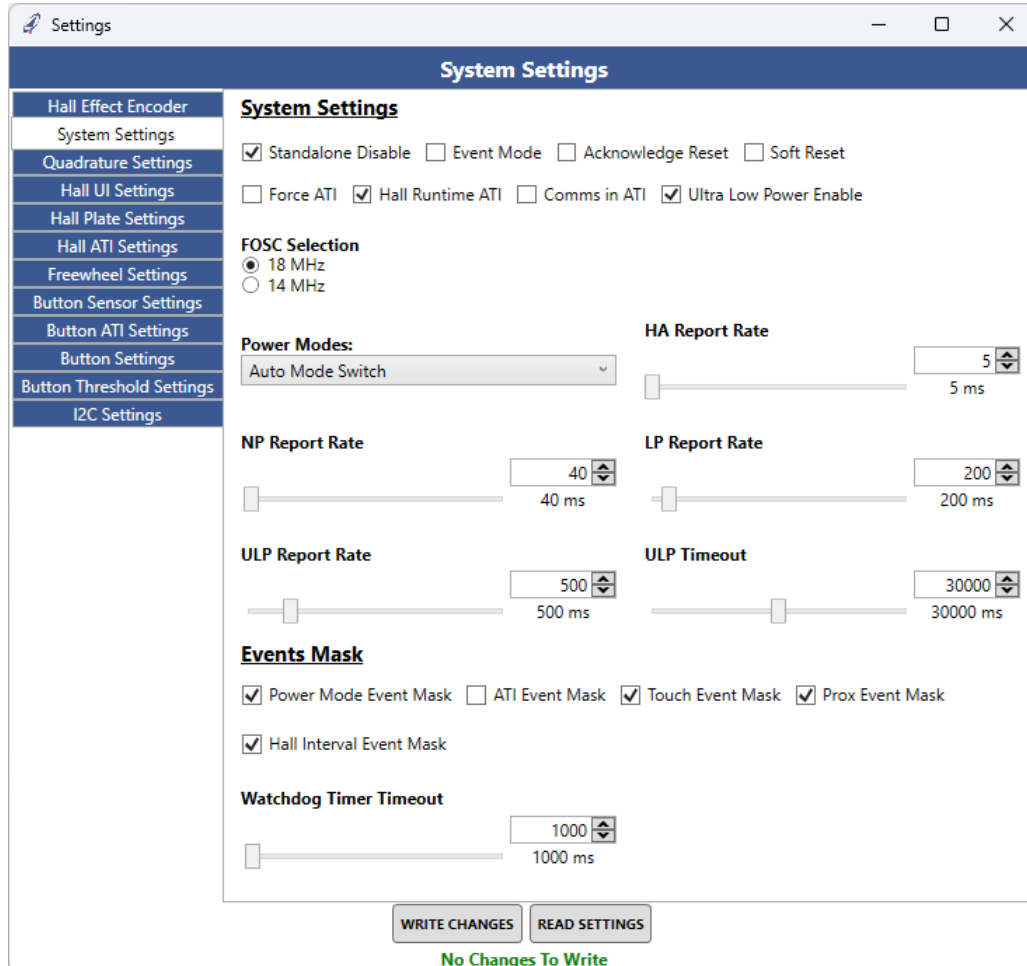 Settings
System Settings
Hall Effect Encoder
System Settings
Quadrature Settings
Hall UI Settings
Hall Plate Settings
Hall ATI Settings
Freewheel Settings
Button Sensor Settings
Button ATI Settings
Button Settings
Button Threshold Settings
I2C Settings
System Settings
Standalone Disable Event Mode Acknowledge Reset Soft Reset
Force ATI Hall Runtime ATI Comms in ATI Ultra Low Power Enable
FOSC Selection
18 MHz
14 MHz
Power Modes:
Auto Mode Switch
HA Report Rate
5
5 ms
NP Report Rate
40
40 ms
LP Report Rate
200
200 ms
ULP Report Rate
500
500 ms
ULP Timeout
30000
30000 ms
Events Mask
Power Mode Event Mask ATI Event Mask Touch Event Mask Prox Event Mask
Hall Interval Event Mask
Watchdog Timer Timeout
1000
1000 ms
WRITE CHANGES READ SETTINGS
No Changes To Write